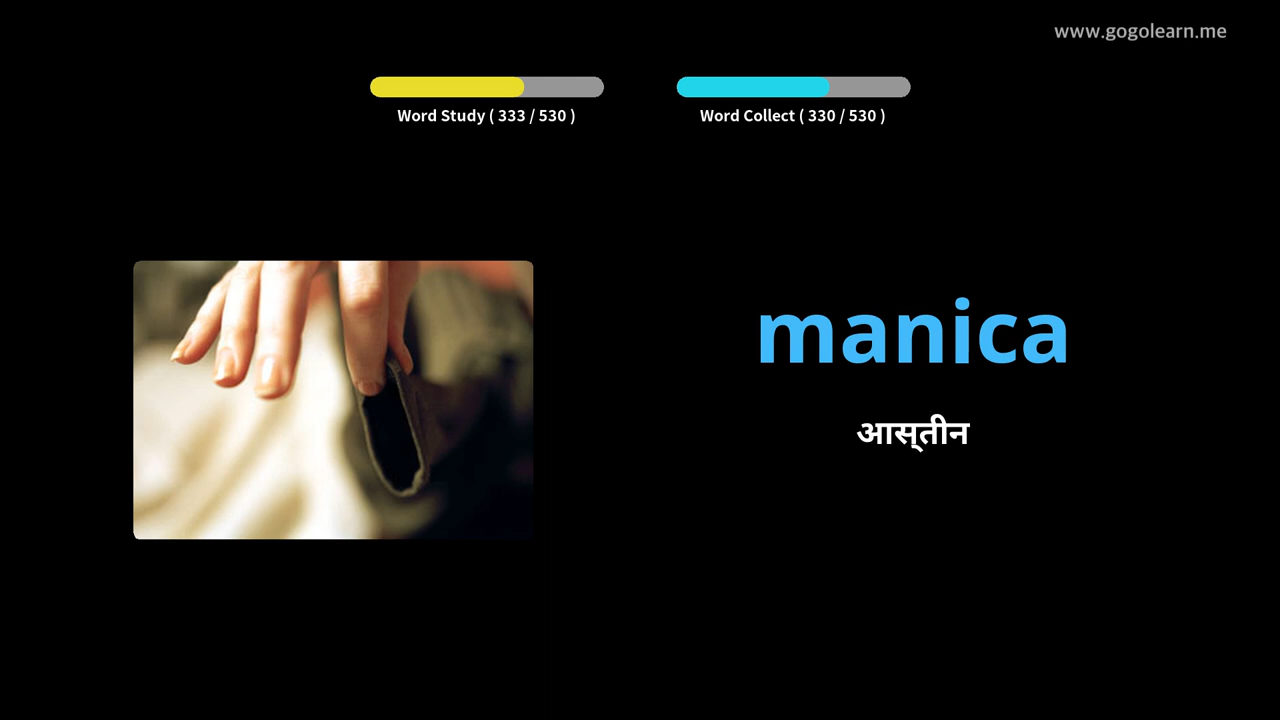 www.gogolearn.me
Word Study ( 333 / 530 )
Word Collect ( 330 / 530 )
manica
आस्‌तीन